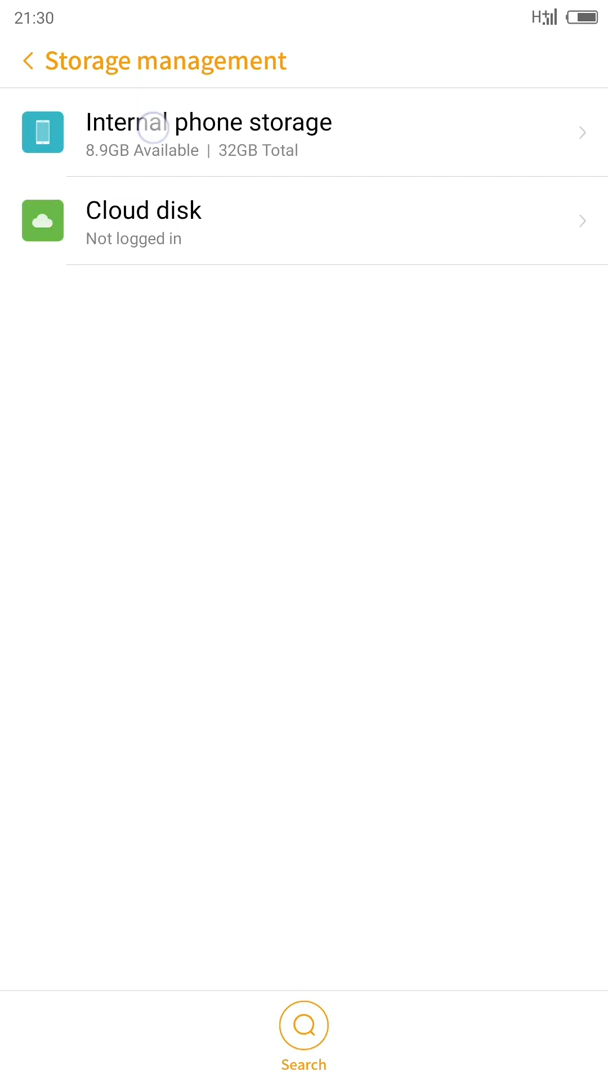 21:30
H
Storage management
Internal phone storage
8.9GB Available | 32GB Total
Cloud disk
Not logged in
Search